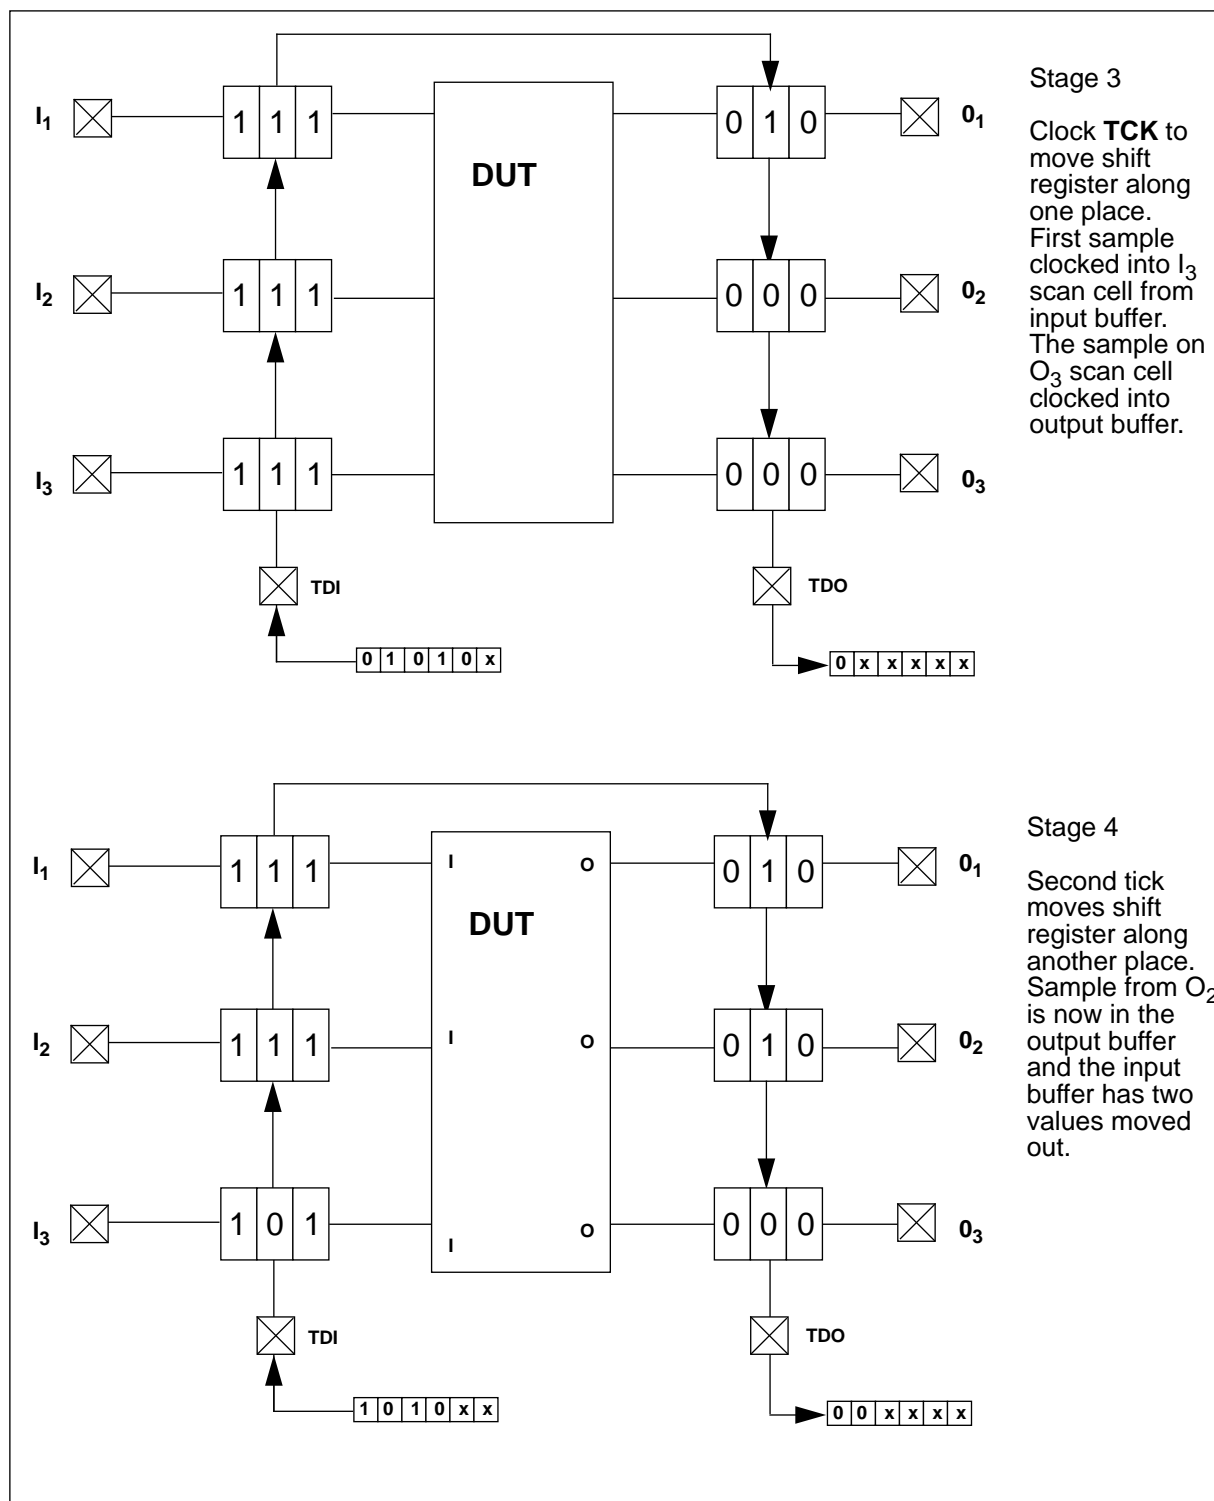 Stage 3
Clock TCK to
move shift
register along
one place.
First sample
clocked into I3
scan cell from
input buffer.
The sample on
O3 scan cell
clocked into
output buffer.
I1
1 1 1
DUT
0 1 0
01
I2
1 1 1
0 0 0
02
I3
1 1 1
0 0 0
03
TDI
TDO
0 1 0 1 0 x
0 x x x x x
Stage 4
Second tick
moves shift
register along
another place.
Sample from O2
is now in the
output buffer
and the input
buffer has two
values moved
out.
I1
1 1 1
I
O
0 1 0
01
DUT
I2
1 1 1
I
O
0 1 0
02
I3
1 0 1
I
O
0 0 0
03
TDI
TDO
1 0 1 0 x x
0 0 x x x x